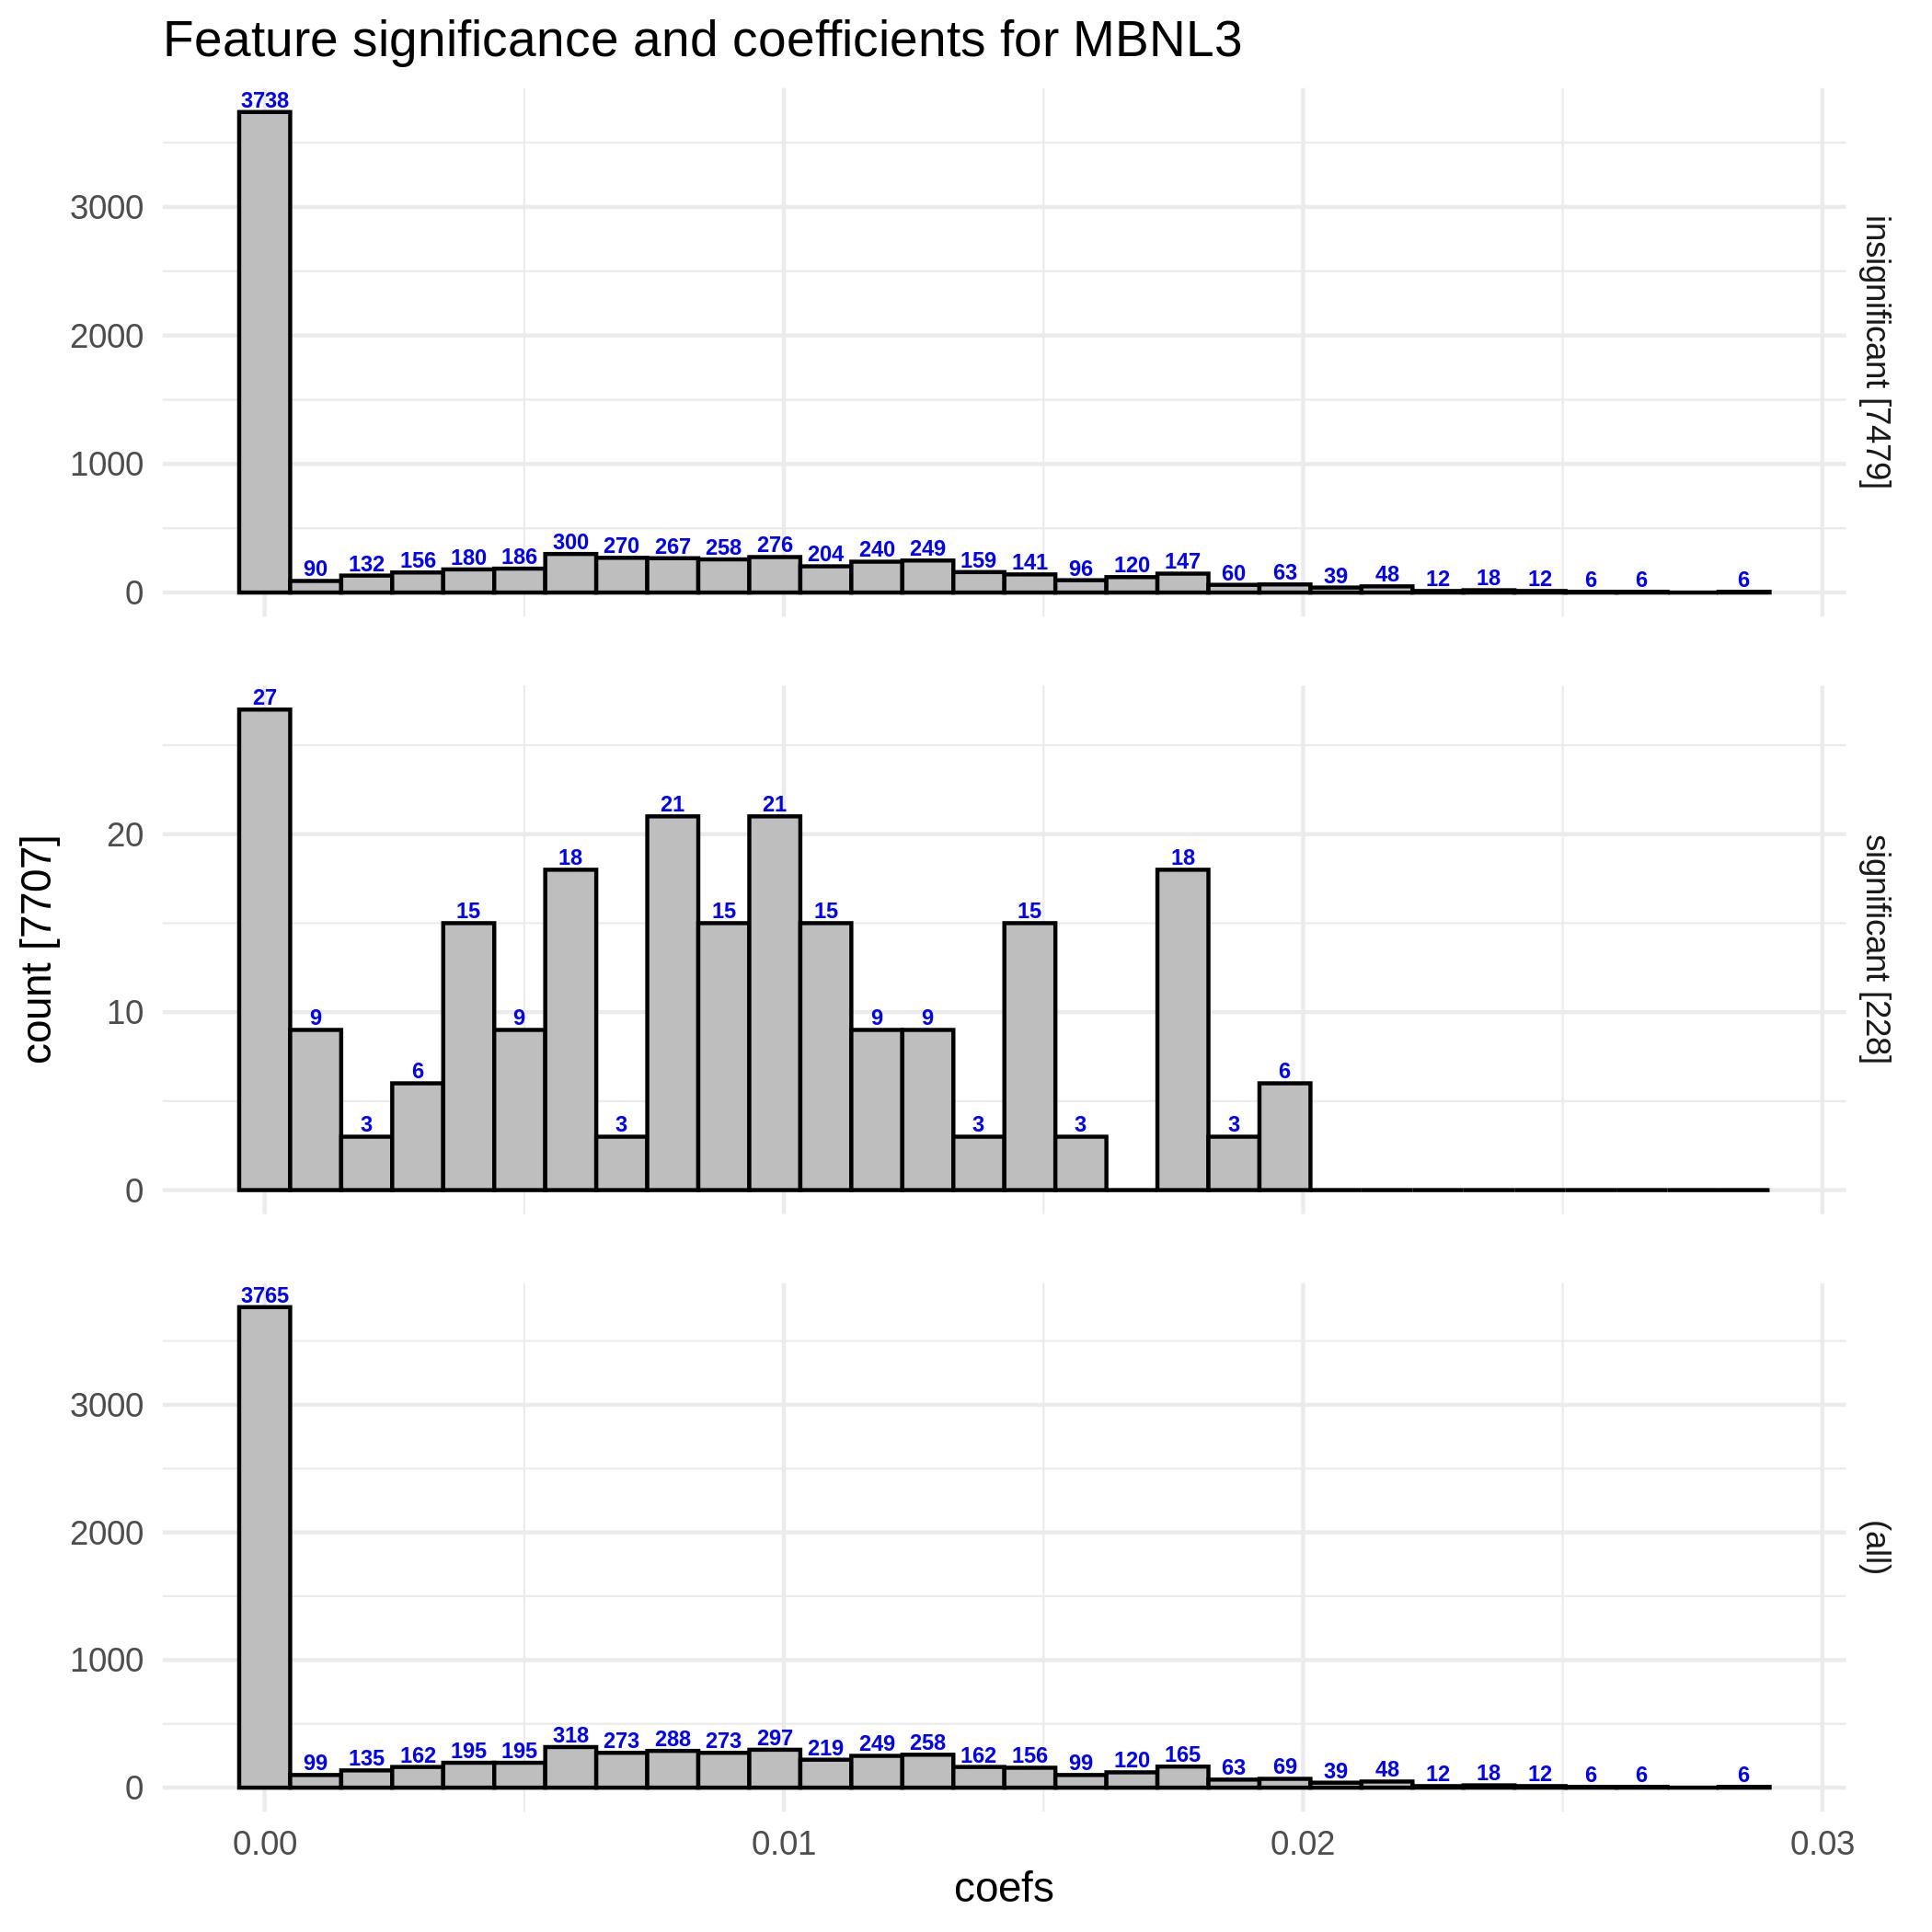 Feature significance and coefficients for MBNL3
3738
90 132 156 180 186 300 270 267 258 276 204 240 249 159 141 96 120 147 60 63 39 48 12 18 12 6 6 6
3000
2000
1000
0
insignificant [7479]
27
9 3 6 15 9 18 3 21 15 21 15 9 9 3 15 3 18 3 6
20
10
0
significant [228]
count [7707]
3765
99 135 162 195 195 318 273 288 273 297 219 249 258 162 156 99 120 165 63 69 39 48 12 18 12 6 6 6
3000
2000
1000
0
(all)
0.00 0.01 0.02 0.03
coefs